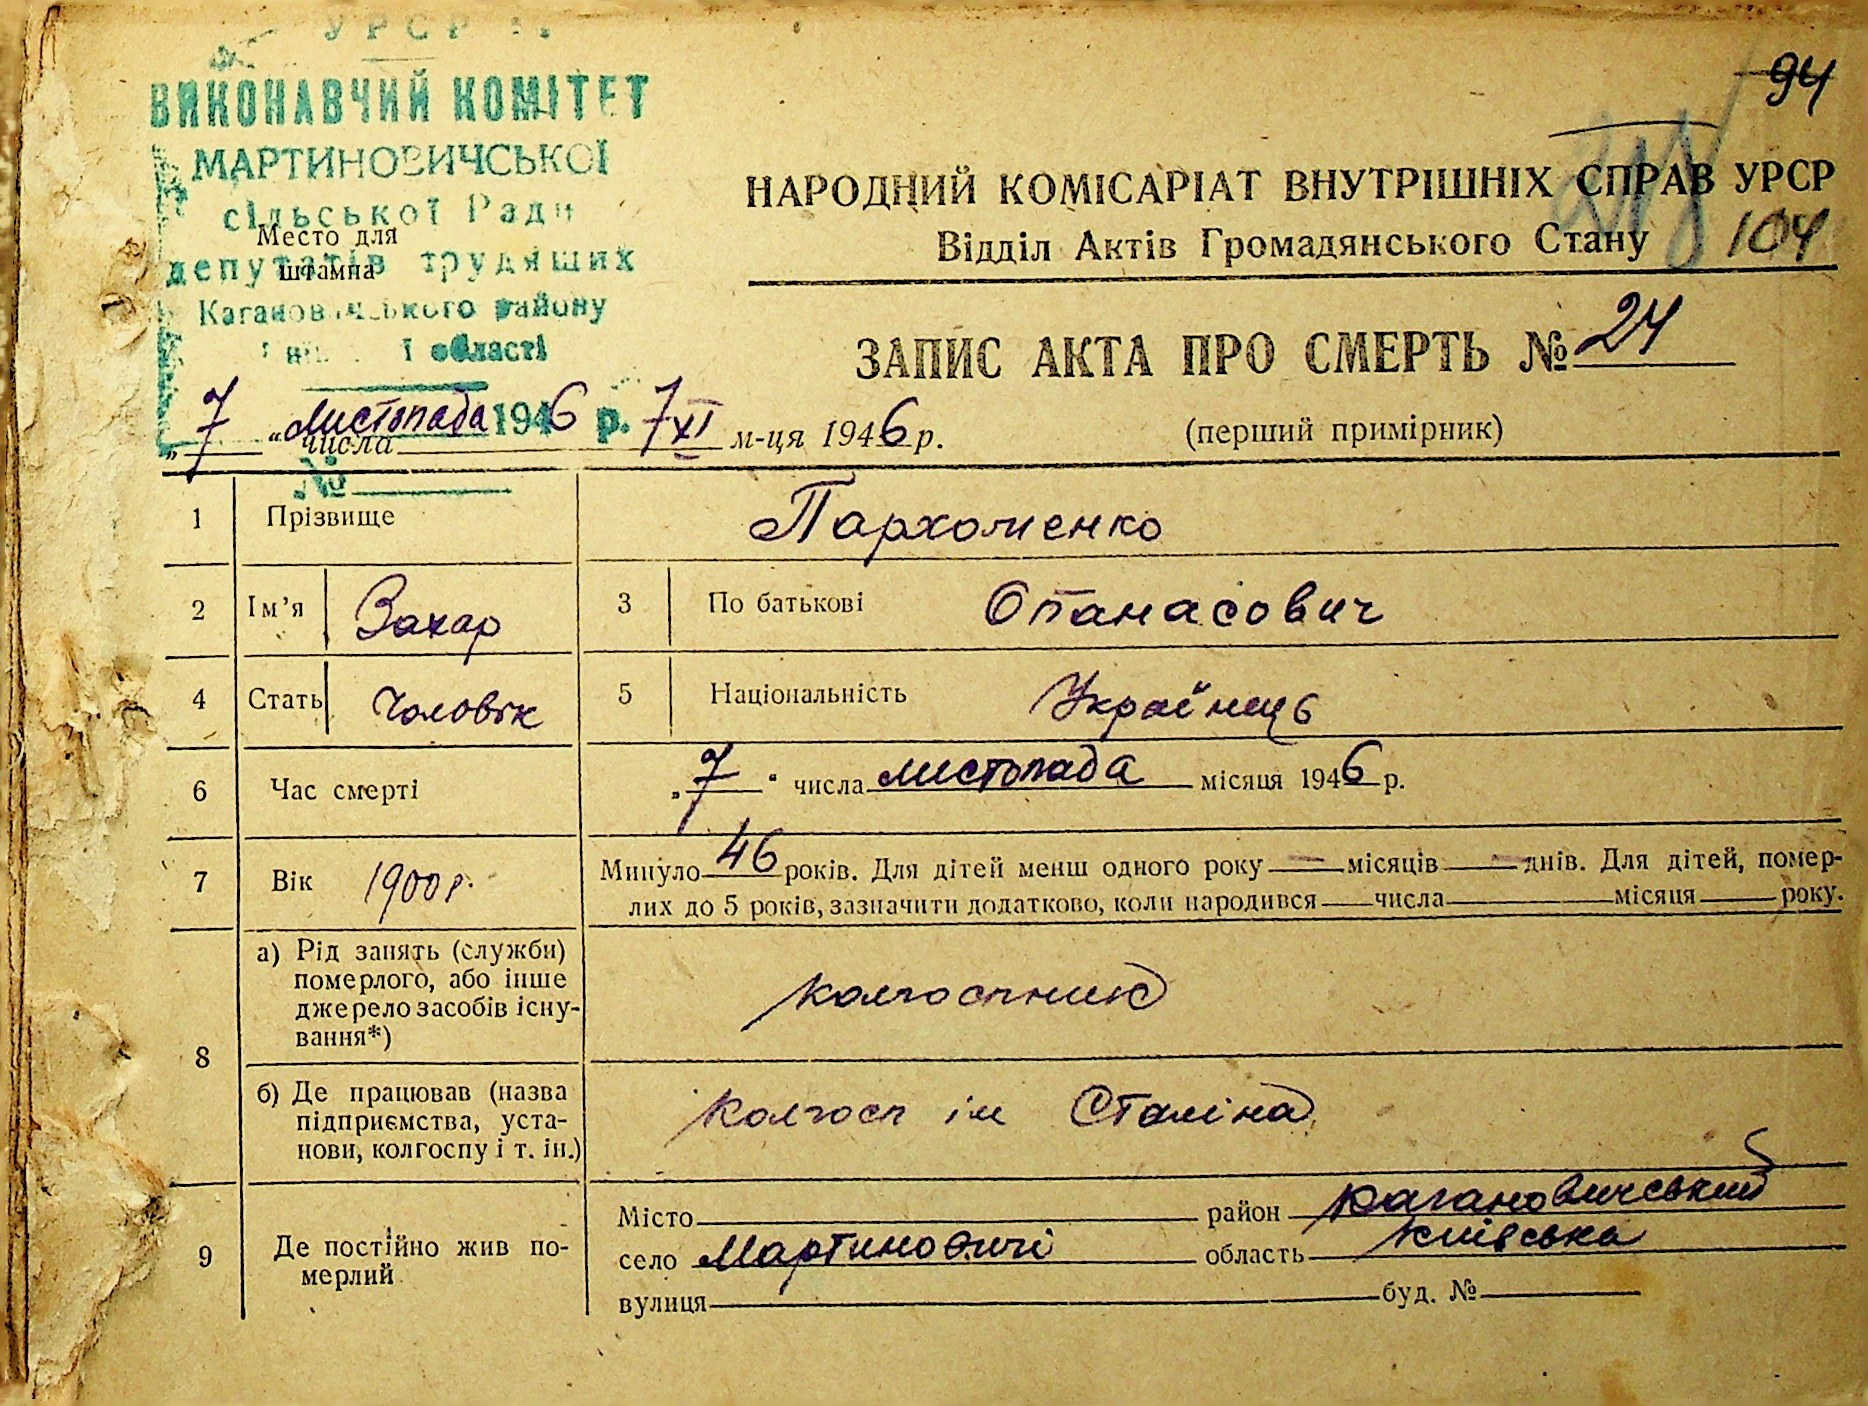 УРСР
ВИКОНАВЧИЙ КОМІТЕТ
МАРТИНОВИЧСЬКОЇ
сільської Ради
депутатів трудящих
Кагановичського району
області
Место для
штампа
94
НАРОДНИЙ КОМІСАРІАТ ВНУТРІШНІХ СПРАВ УРСР
Відділ Актів Громадянського Стану 104
ЗАПИС АКТА ПРО СМЕРТЬ № 24
„7" листопада 1946 р.
числа 7 XI м-ця 1946 р. (перший примірник)
№
1 Прізвище Пархоменко
2 Ім'я Захар 3 По батькові Опанасович
4 Стать Чоловік 5 Національність Українець
6 Час смерті „7" числа листопада місяця 1946 р.
7 Вік 1900 р. Минуло 46 років. Для дітей менш одного року — місяців — днів. Для дітей, помер-
лих до 5 років, зазначити додатково, коли народився числа місяця року.
8 а) Рід занять (служби)
померлого, або інше
джерело засобів існу-
вання*)
колгоспник
б) Де працював (назва
підприємства, уста-
нови, колгоспу і т. ін.)
Колгосп ім Сталіна
9 Де постійно жив по-
мерлий
Місто район Кагановичський
село Мартиновичі область Київська
вулиця буд. №